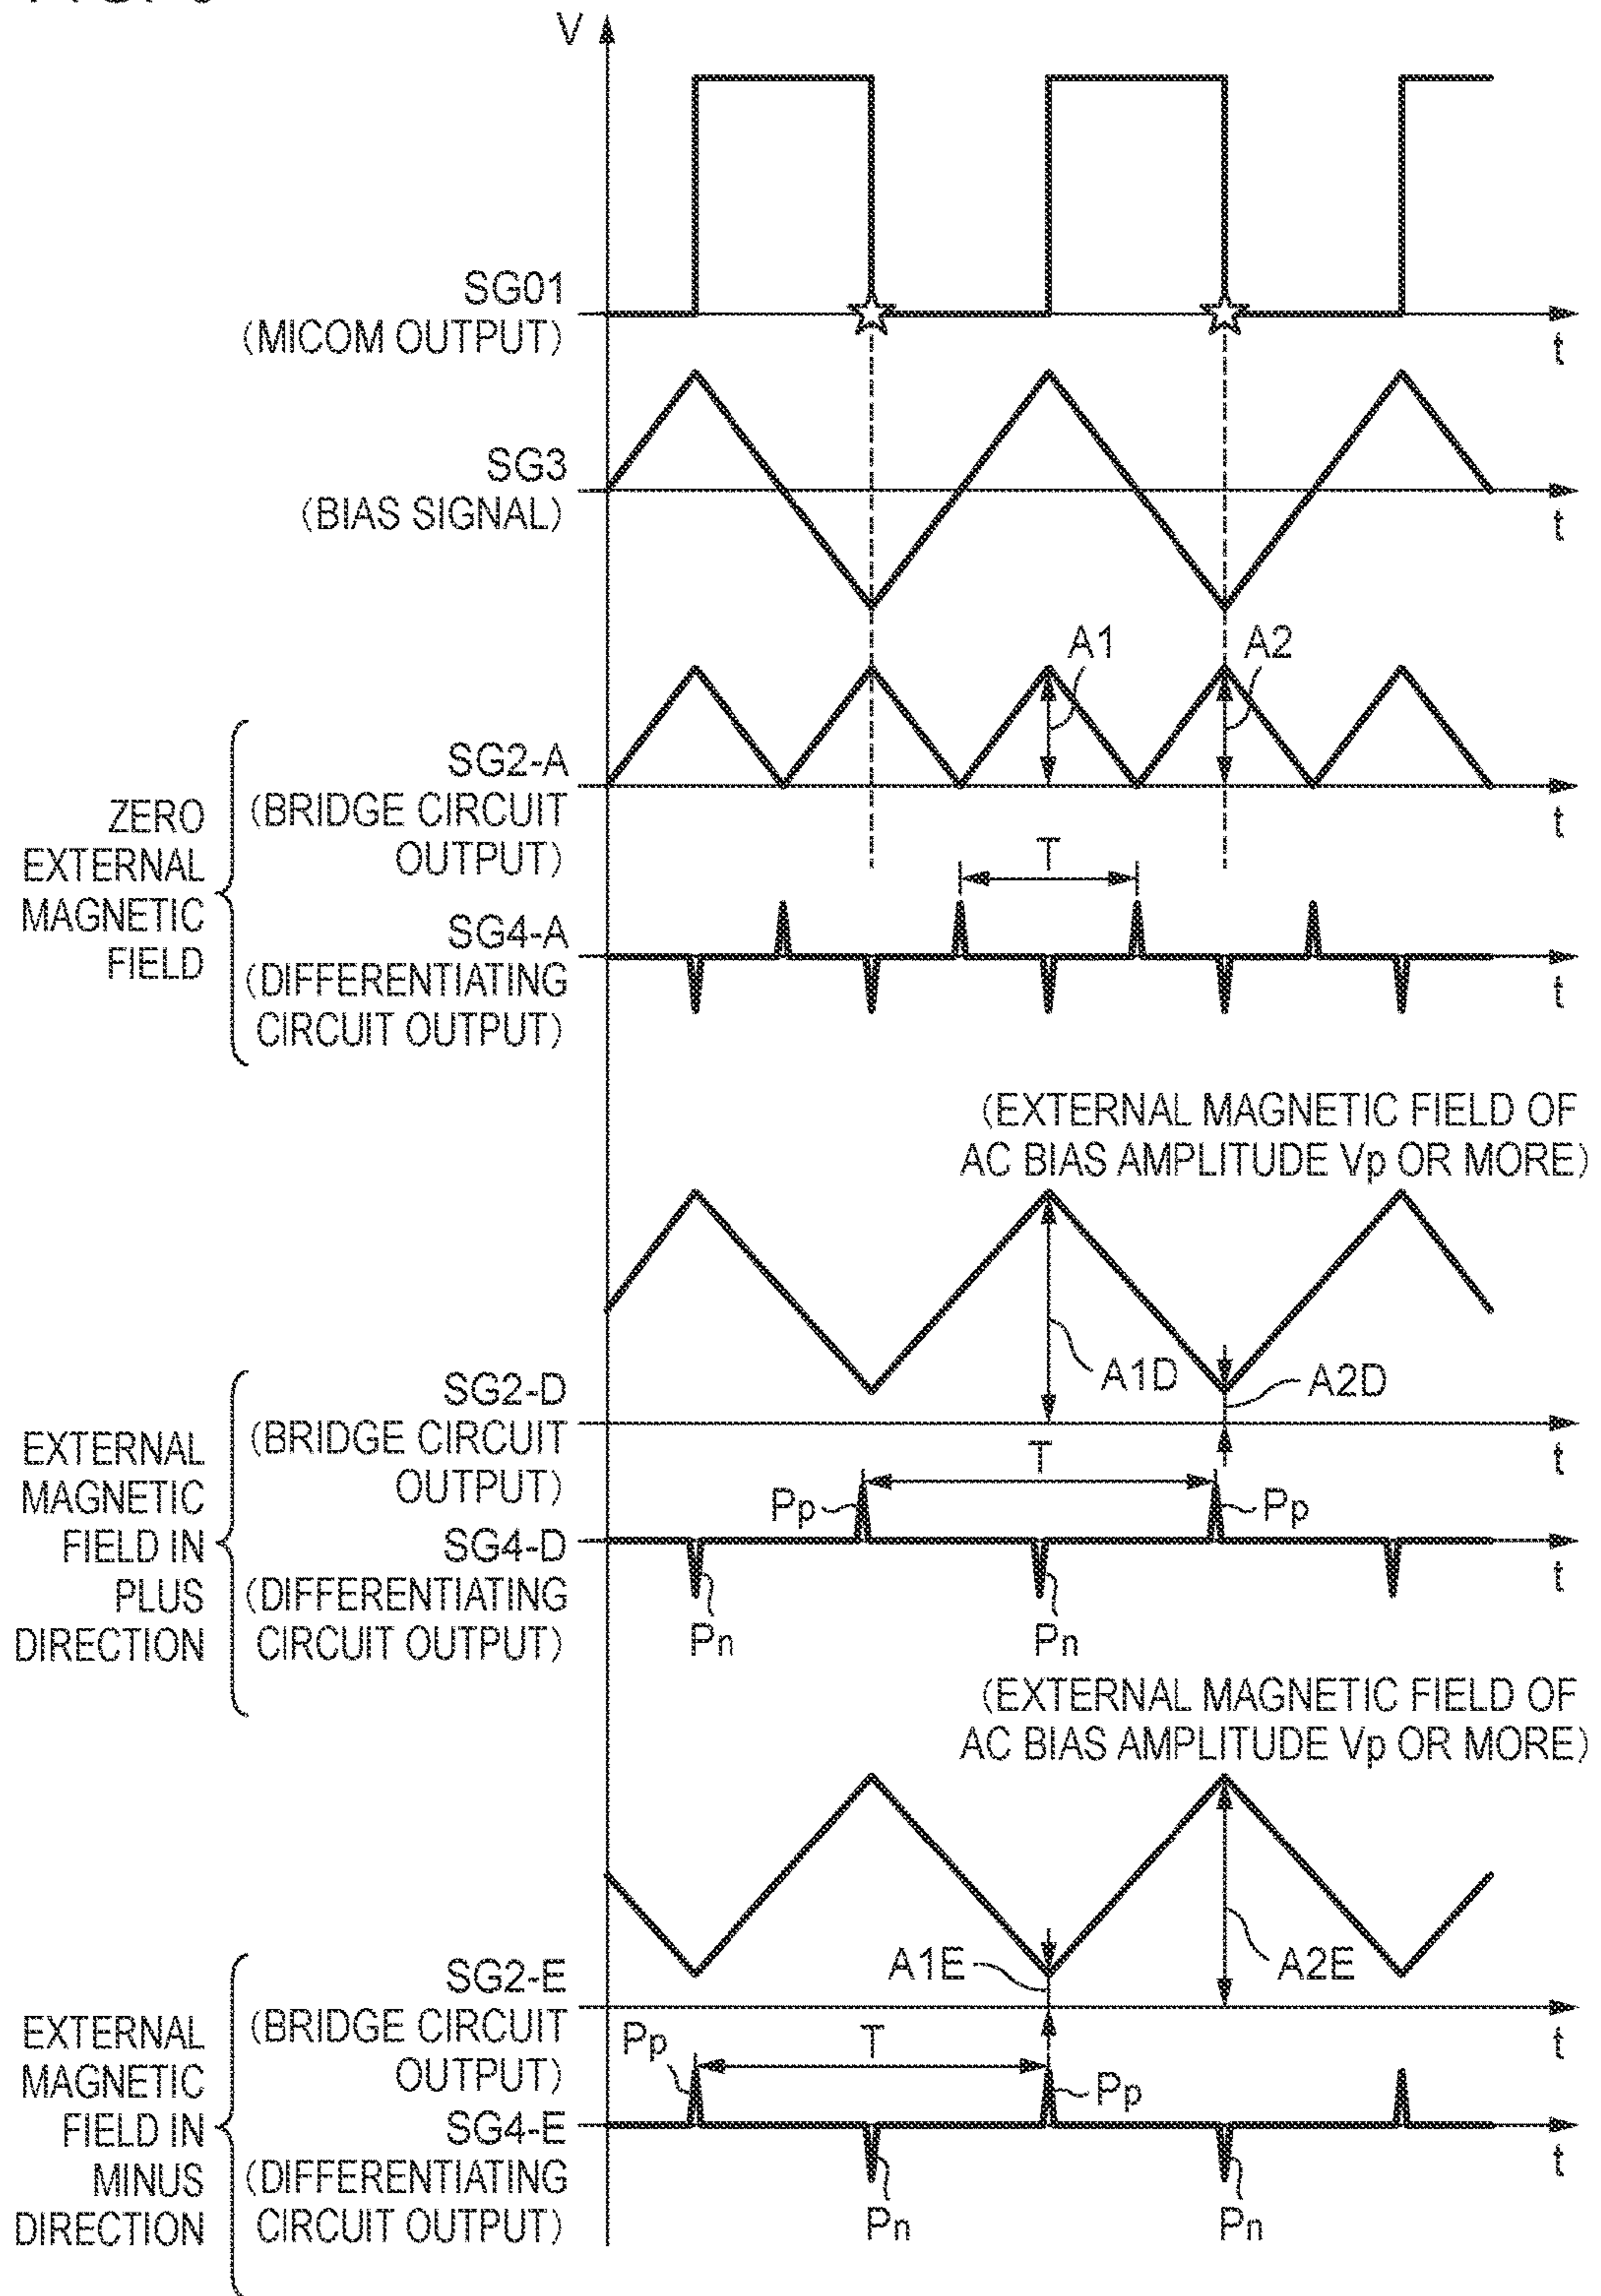 V
SG01
(MICOM OUTPUT)
t
SG3
(BIAS SIGNAL)
t
A1
A2
ZERO
EXTERNAL
MAGNETIC
FIELD
SG2-A
(BRIDGE CIRCUIT
OUTPUT)
t
T
SG4-A
(DIFFERENTIATING
CIRCUIT OUTPUT)
t
(EXTERNAL MAGNETIC FIELD OF
AC BIAS AMPLITUDE Vp OR MORE)
A1D
A2D
EXTERNAL
MAGNETIC
FIELD IN
PLUS
DIRECTION
SG2-D
(BRIDGE CIRCUIT
OUTPUT)
t
T
Pp
Pp
SG4-D
(DIFFERENTIATING
CIRCUIT OUTPUT)
t
Pn
Pn
(EXTERNAL MAGNETIC FIELD OF
AC BIAS AMPLITUDE Vp OR MORE)
A1E
A2E
EXTERNAL
MAGNETIC
FIELD IN
MINUS
DIRECTION
SG2-E
(BRIDGE CIRCUIT
OUTPUT)
t
Pp
T
Pp
SG4-E
(DIFFERENTIATING
CIRCUIT OUTPUT)
t
Pn
Pn